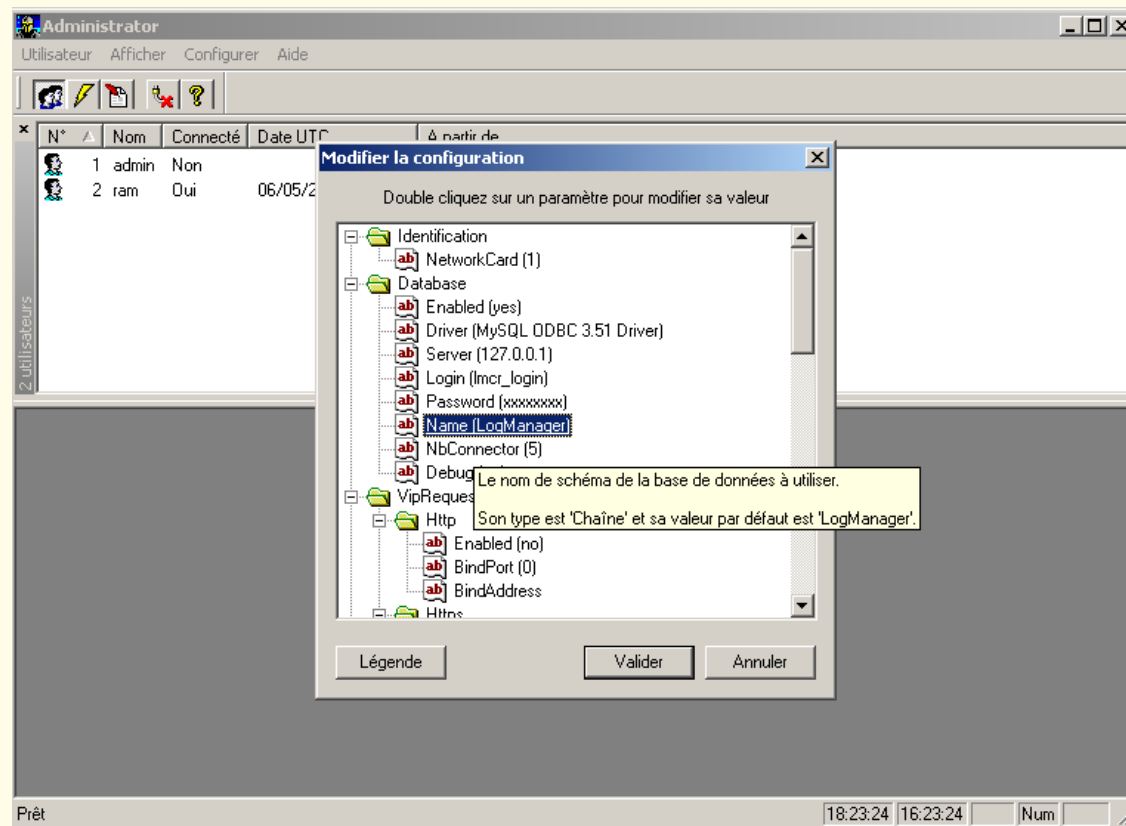 Administrator
Utilisateur Afficher Configurer Aide
N° Nom Connecté Date UTC A partir de
1 admin Non
2 ram Oui 06/05/2
2 utilisateurs
Modifier la configuration
Double cliquez sur un paramètre pour modifier sa valeur
Identification
NetworkCard (1)
Database
Enabled (yes)
Driver (MySQL ODBC 3.51 Driver)
Server (127.0.0.1)
Login (lmcr_login)
Password (xxxxxxxx)
Name (LogManager)
NbConnector (5)
Debug
Le nom de schéma de la base de données à utiliser.
Son type est 'Chaîne' et sa valeur par défaut est 'LogManager'.
VipReques
Http
Enabled (no)
BindPort (0)
BindAddress
Https
Légende Valider Annuler
Prêt 18:23:24 16:23:24 Num